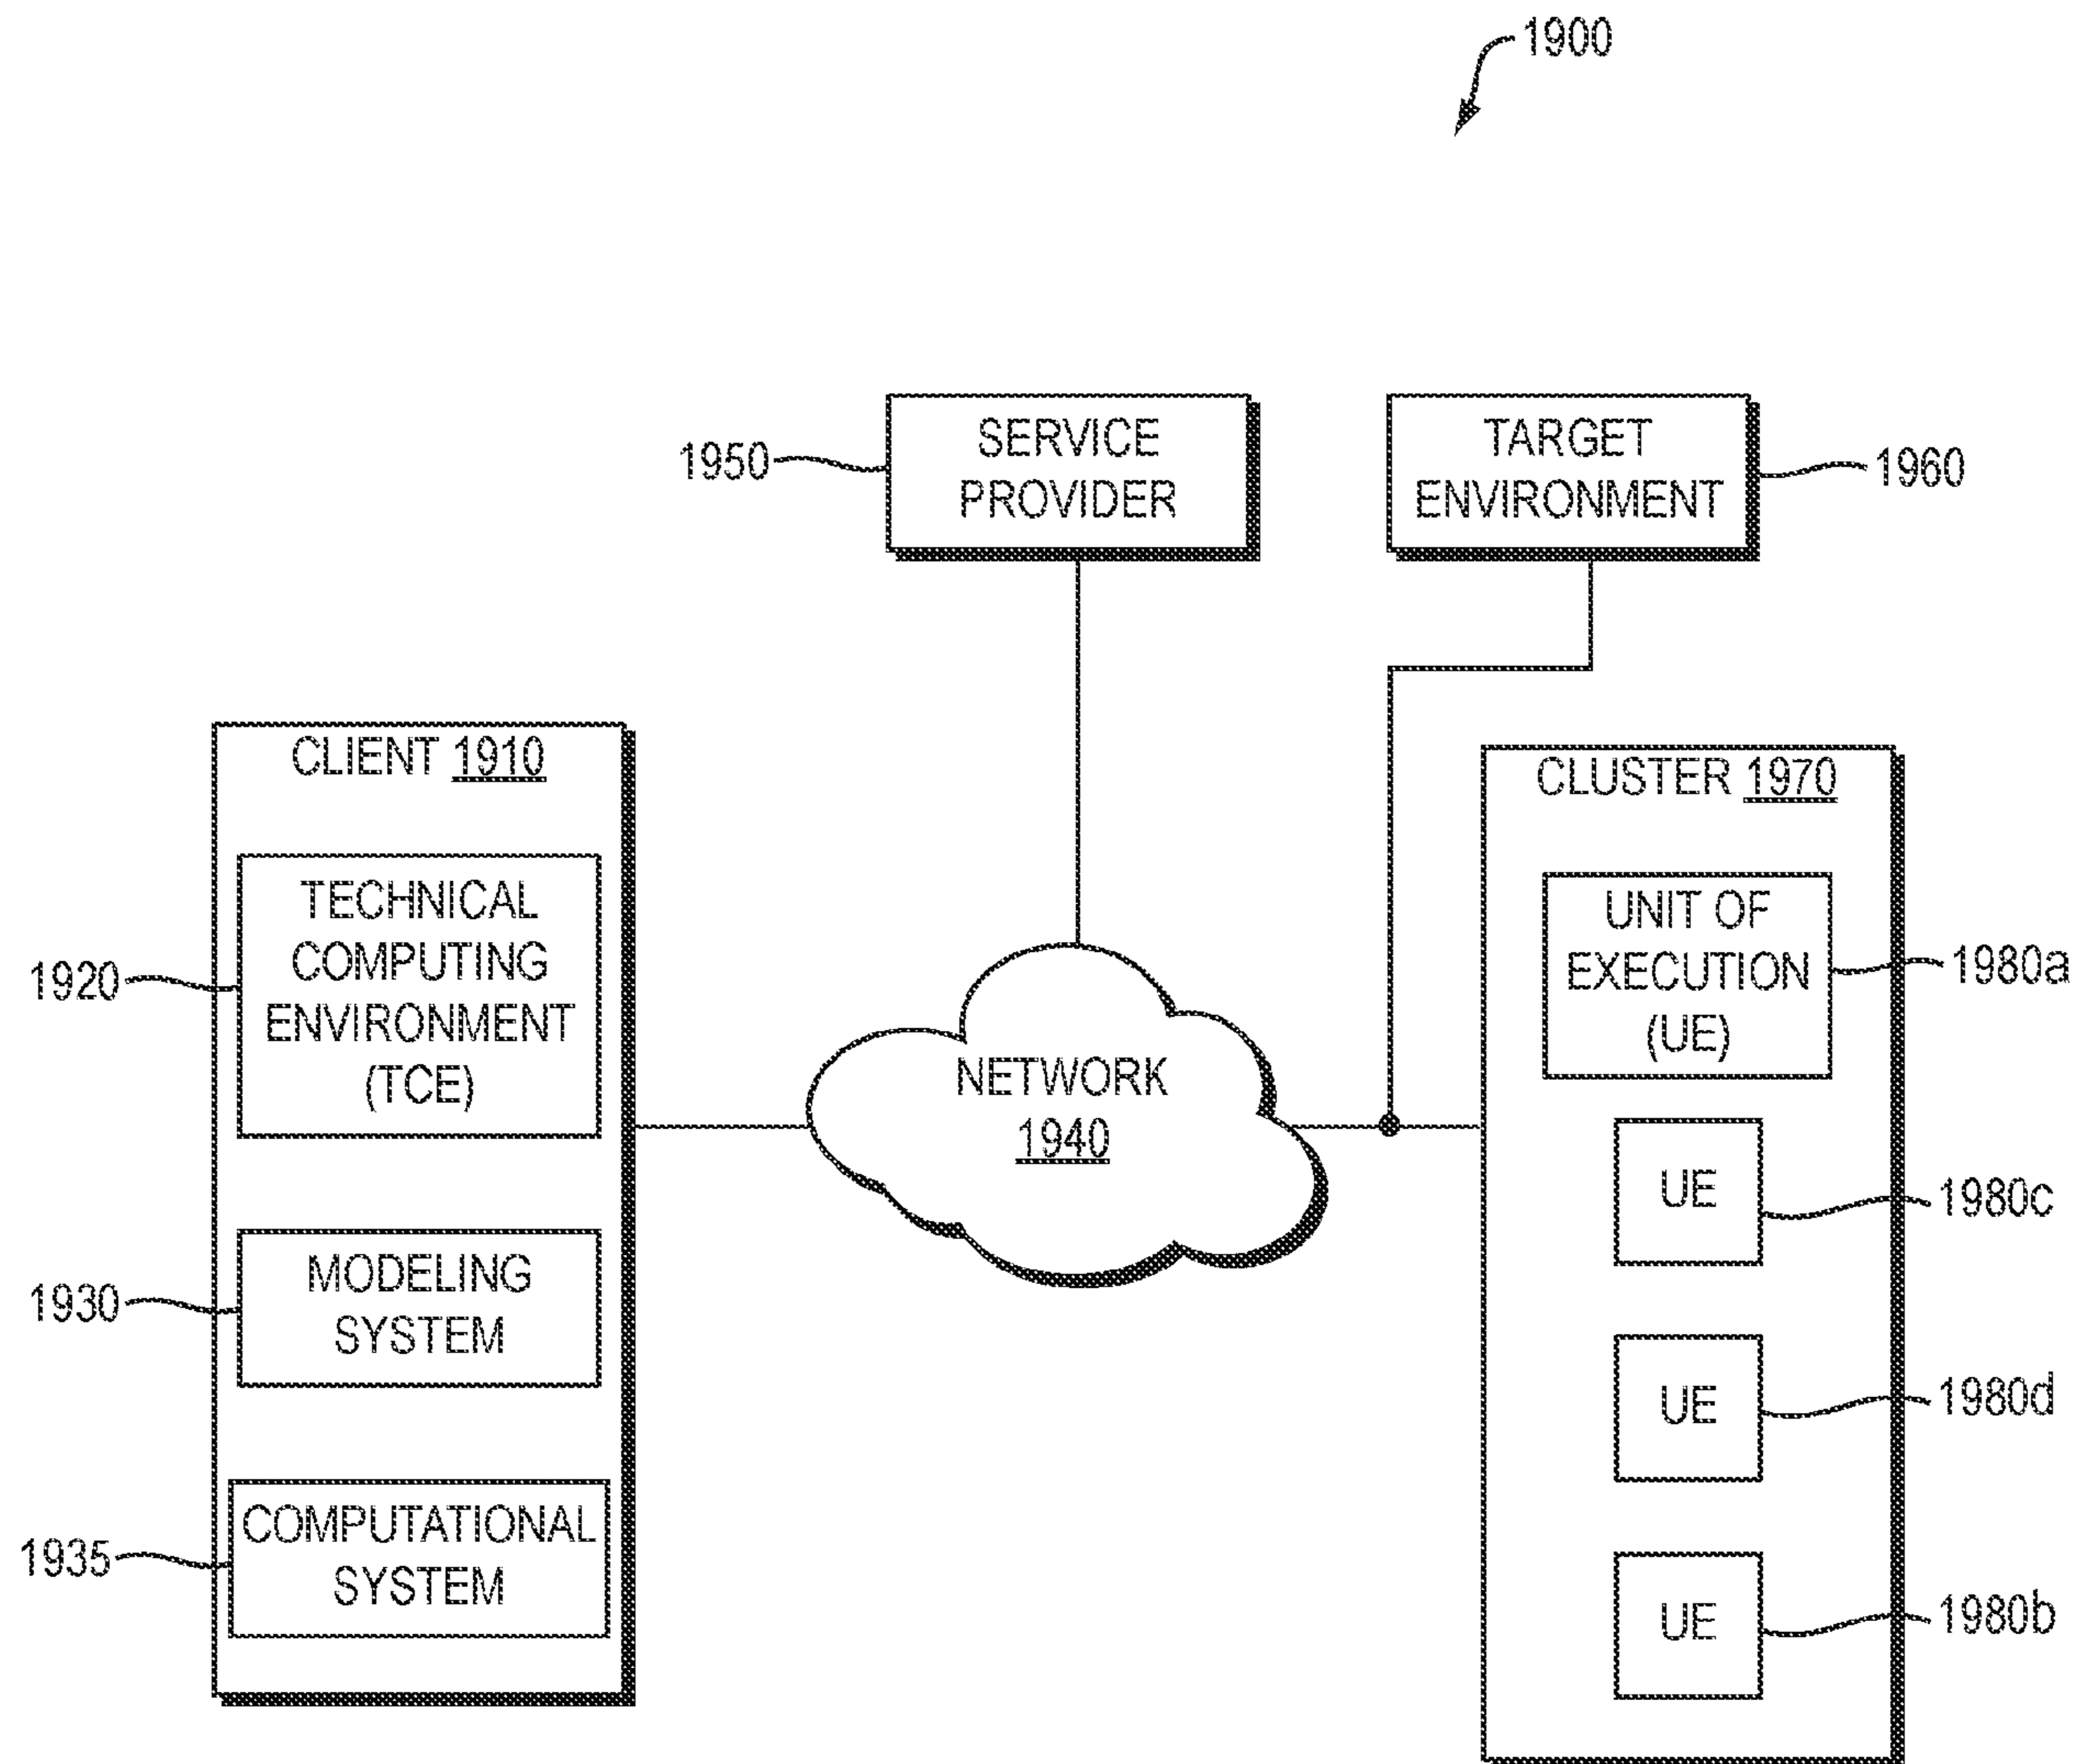 1900
1950
SERVICE
PROVIDER
TARGET
ENVIRONMENT
1960
CLIENT 1910
1920
TECHNICAL
COMPUTING
ENVIRONMENT
(TCE)
1930
MODELING
SYSTEM
1935
COMPUTATIONAL
SYSTEM
NETWORK
1940
CLUSTER 1970
UNIT OF
EXECUTION
(UE)
1980a
UE
1980c
UE
1980d
UE
1980b